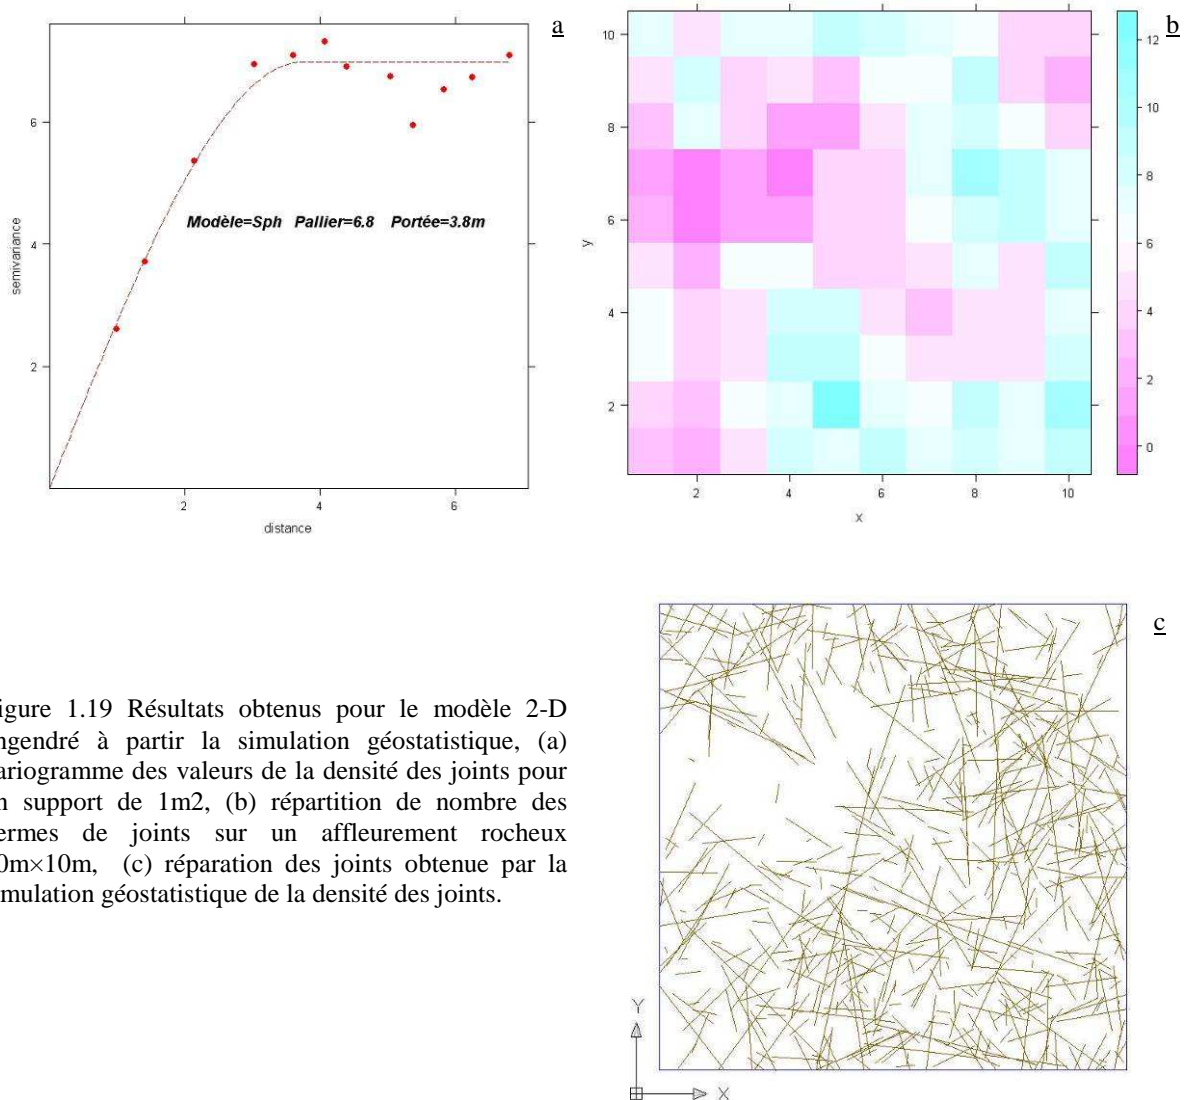 a
6
4
2
semivariance
Modèle=Sph Pallier=6.8 Portée=3.8m
2 4 6
distance
b
10
8
6
4
2
y
2 4 6 8 10
x
12
10
8
6
4
2
0
igure 1.19 Résultats obtenus pour le modèle 2-D
ngendré à partir la simulation géostatistique, (a)
ariogramme des valeurs de la densité des joints pour
n support de 1m2, (b) répartition de nombre des
ermes de joints sur un affleurement rocheux
0m×10m, (c) réparation des joints obtenue par la
imulation géostatistique de la densité des joints.
c
Y
X